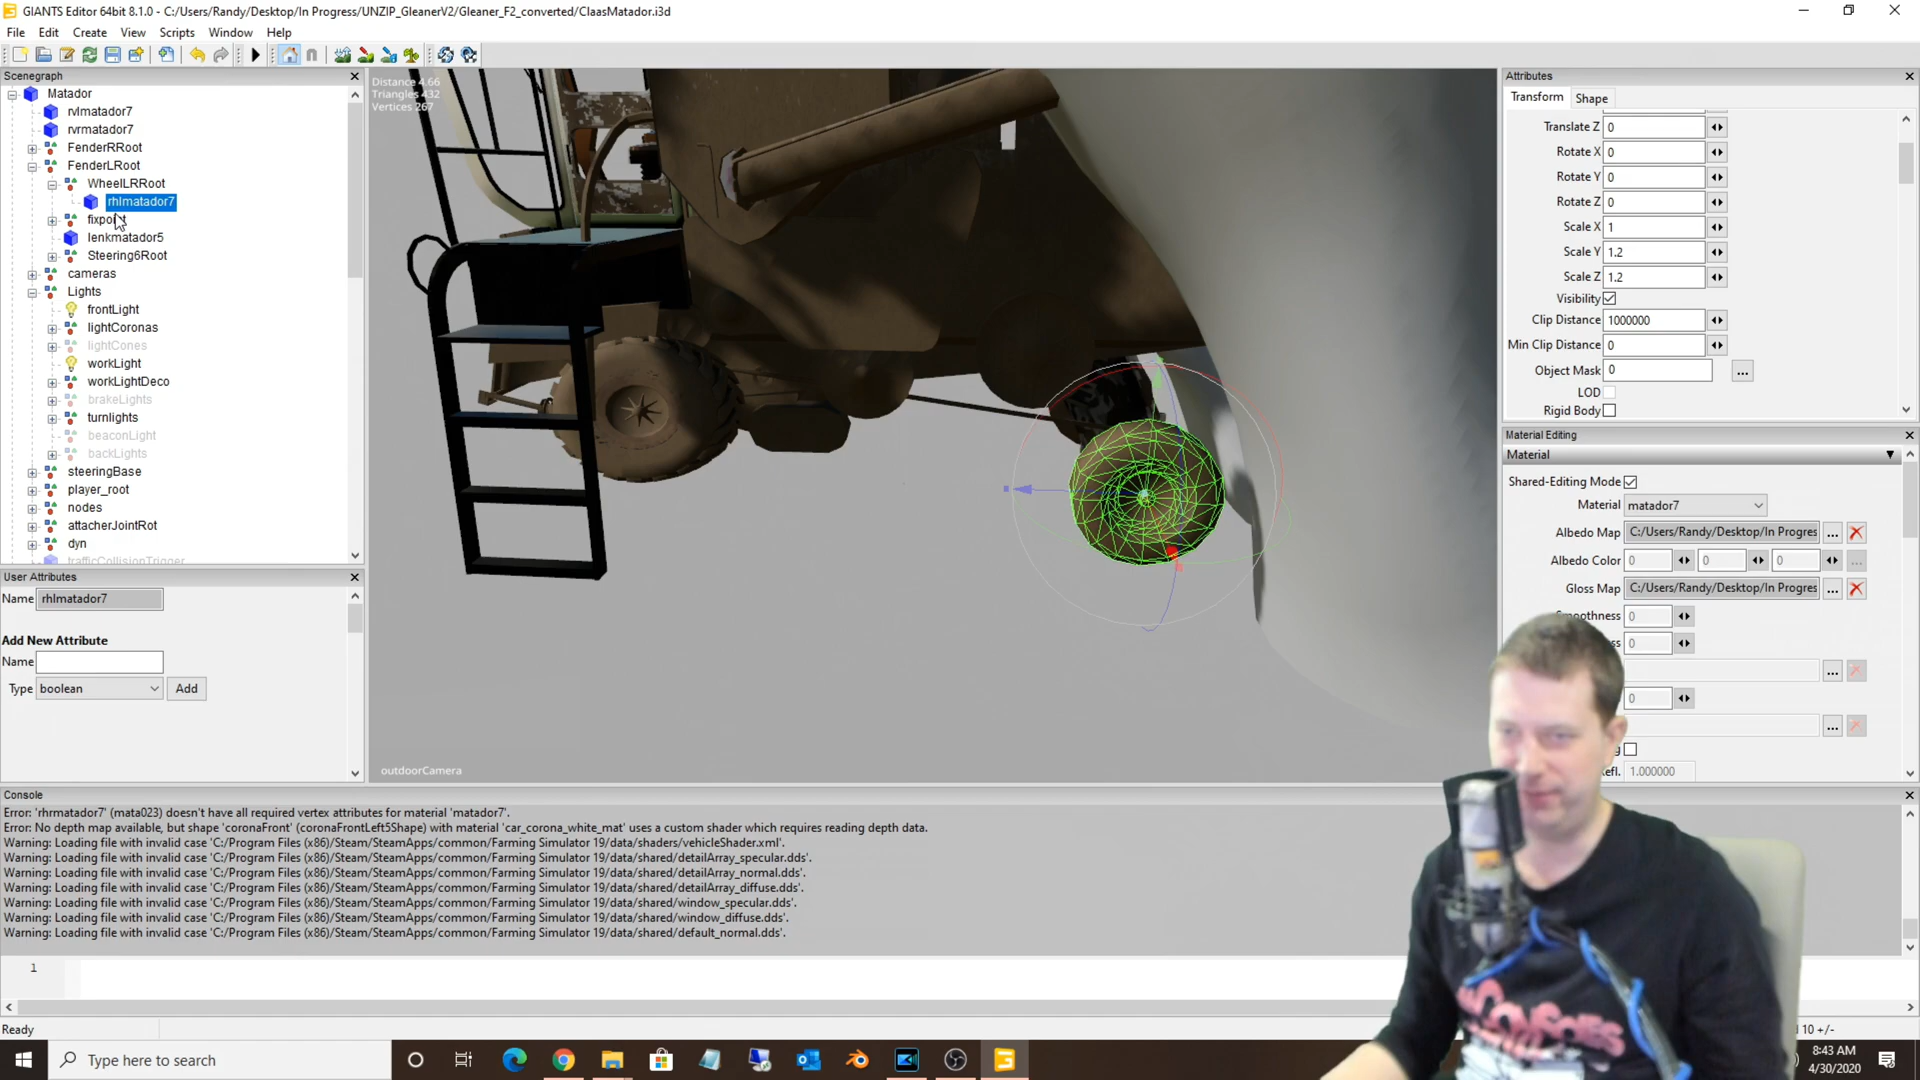 GIANTS Editor 64bit 8.1.0 - C:/Users/Randy/Desktop/In Progress/UNZIP_GleanerV2/Gleaner_F2_converted/ClaasMatador.i3d
File Edit Create View Scripts Window Help
Scenegraph
Matador
rvlmatador7
rvrmatador7
FenderRRoot
FenderLRoot
WheelLRRoot
rhlmatador7
fixpoint
lenkmatador5
Steering6Root
cameras
Lights
frontLight
lightCoronas
lightCones
workLight
workLightDeco
brakeLights
turnlights
beaconLight
backLights
steeringBase
player_root
nodes
attacherJointRot
dyn
trafficCollisionTrigger
User Attributes
Name rhlmatador7
Add New Attribute
Name
Type boolean Add
Distance 4.66
Triangles 432
Vertices 267
outdoorCamera
Attributes
Transform Shape
Translate Z 0
Rotate X 0
Rotate Y 0
Rotate Z 0
Scale X 1
Scale Y 1.2
Scale Z 1.2
Visibility
Clip Distance 1000000
Min Clip Distance 0
Object Mask 0 ...
LOD
Rigid Body
Material Editing
Material
Shared-Editing Mode
Material matador7
Albedo Map C:/Users/Randy/Desktop/In Progres ...
Albedo Color 0 0 0 ...
Gloss Map C:/Users/Randy/Desktop/In Progres ...
Smoothness 0
0
...
0
...
1.000000
Console
Error: 'rhrmatador7' (mata023) doesn't have all required vertex attributes for material 'matador7'.
Error: No depth map available, but shape 'coronaFront' (coronaFrontLeft5Shape) with material 'car_corona_white_mat' uses a custom shader which requires reading depth data.
Warning: Loading file with invalid case 'C:/Program Files (x86)/Steam/SteamApps/common/Farming Simulator 19/data/shaders/vehicleShader.xml'.
Warning: Loading file with invalid case 'C:/Program Files (x86)/Steam/SteamApps/common/Farming Simulator 19/data/shared/detailArray_specular.dds'.
Warning: Loading file with invalid case 'C:/Program Files (x86)/Steam/SteamApps/common/Farming Simulator 19/data/shared/detailArray_normal.dds'.
Warning: Loading file with invalid case 'C:/Program Files (x86)/Steam/SteamApps/common/Farming Simulator 19/data/shared/detailArray_diffuse.dds'.
Warning: Loading file with invalid case 'C:/Program Files (x86)/Steam/SteamApps/common/Farming Simulator 19/data/shared/window_specular.dds'.
Warning: Loading file with invalid case 'C:/Program Files (x86)/Steam/SteamApps/common/Farming Simulator 19/data/shared/window_diffuse.dds'.
Warning: Loading file with invalid case 'C:/Program Files (x86)/Steam/SteamApps/common/Farming Simulator 19/data/shared/default_normal.dds'.
1
Ready
10 +/-
Type here to search
8:43 AM
4/30/2020